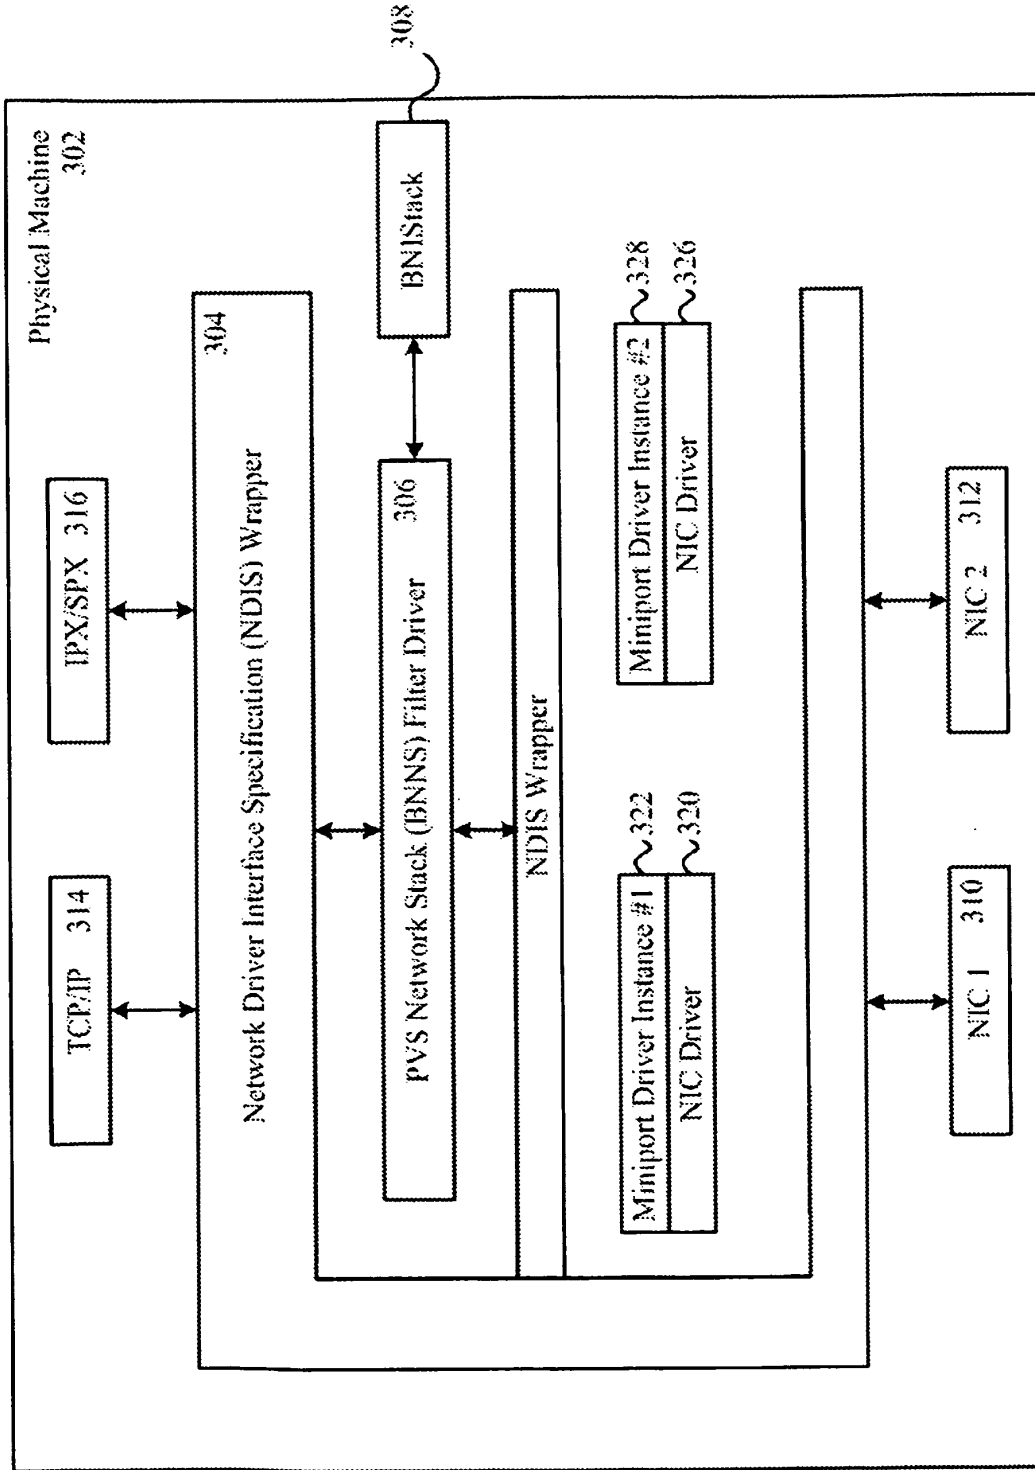 Physical Machine
302
TCP/IP 314
IPX/SPX 316
304
Network Driver Interface Specification (NDIS) Wrapper
306
PVS Network Stack (BNNS) Filter Driver
BNIStack
308
NDIS Wrapper
Miniport Driver Instance #1
322
NIC Driver
320
Miniport Driver Instance #2
328
NIC Driver
326
NIC 1 310
NIC 2 312